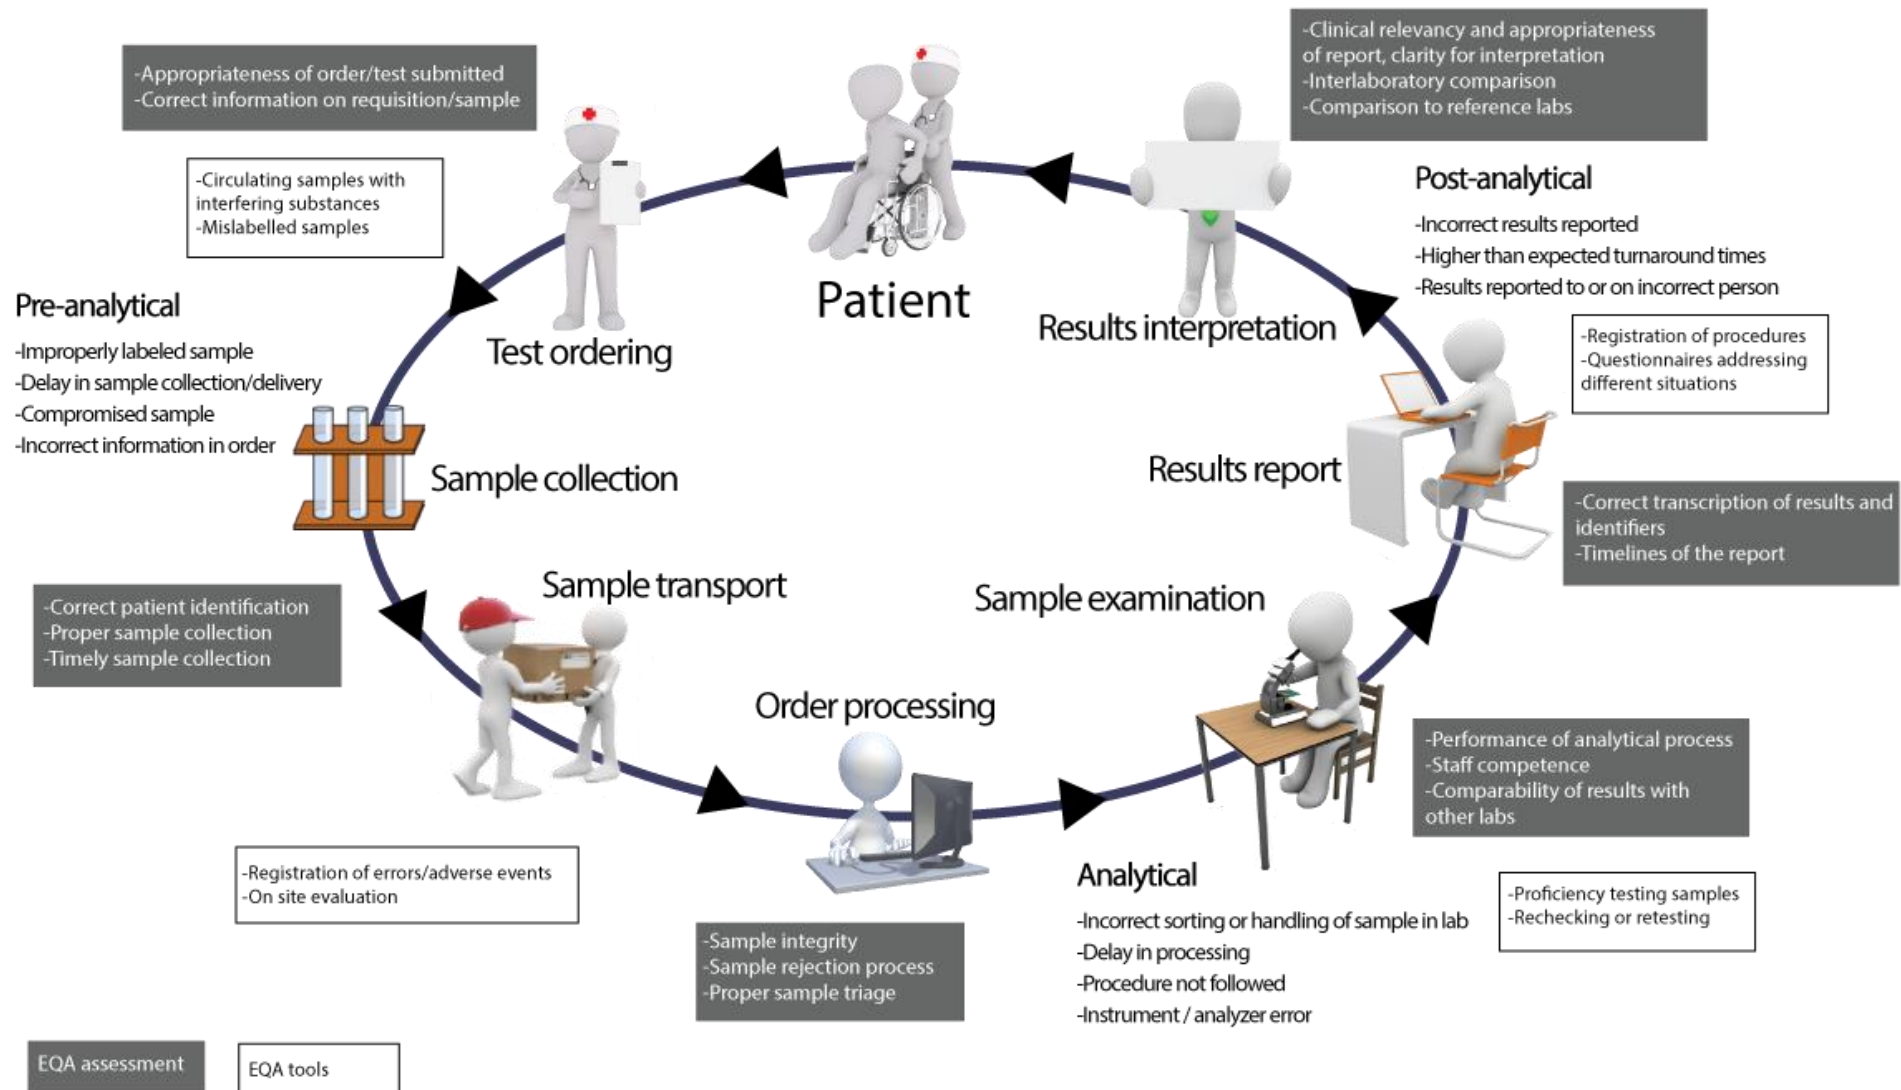 -Appropriateness of order/test submitted
-Correct information on requisition/sample
-Circulating samples with
interfering substances
-Mislabelled samples
-Clinical relevancy and appropriateness
of report, clarity for interpretation
-Interlaboratory comparison
-Comparison to reference labs
Post-analytical
-Incorrect results reported
-Higher than expected turnaround times
-Results reported to or on incorrect person
Patient
Results interpretation
Test ordering
Pre-analytical
-Improperly labeled sample
-Delay in sample collection/delivery
-Compromised sample
-Incorrect information in order
-Registration of procedures
-Questionnaires addressing
different situations
Sample collection
Results report
-Correct transcription of results and
identifiers
-Timelines of the report
-Correct patient identification
-Proper sample collection
-Timely sample collection
Sample transport
Sample examination
Order processing
-Performance of analytical process
-Staff competence
-Comparability of results with
other labs
-Registration of errors/adverse events
-On site evaluation
Analytical
-Incorrect sorting or handling of sample in lab
-Delay in processing
-Procedure not followed
-Instrument / analyzer error
-Proficiency testing samples
-Rechecking or retesting
-Sample integrity
-Sample rejection process
-Proper sample triage
EQA assessment
EQA tools